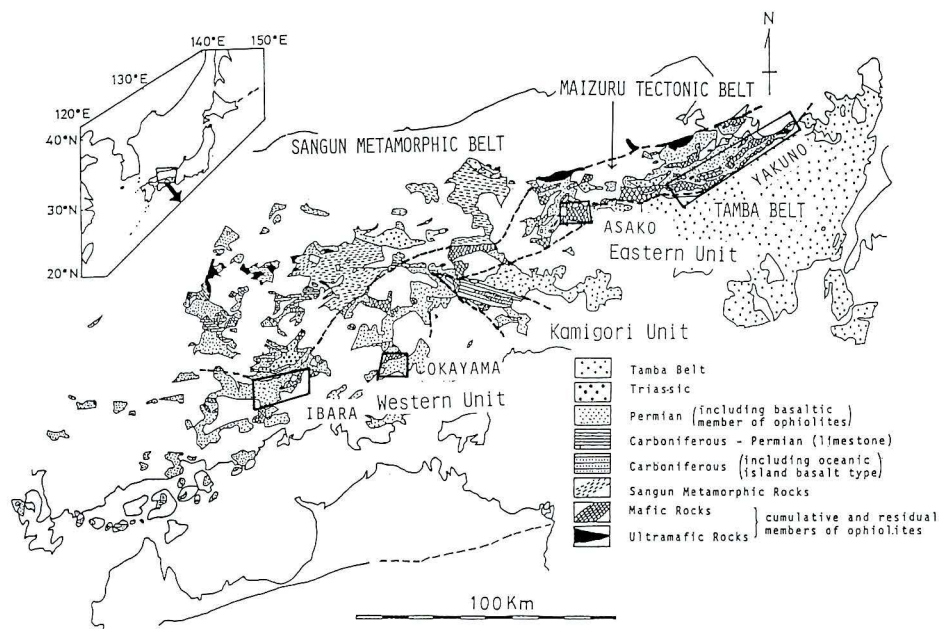 140°E 150°E
130°E
120°E
40°N
30°N
20°N
N
MAIZURU TECTONIC BELT
SANGUN METAMORPHIC BELT
YAKUNO
TAMBA BELT
ASAKO
Eastern Unit
Kamigori Unit
OKAYAMA
IBARA Western Unit
Tamba Belt
Triassic
Permian (including basaltic member of ophiolites)
Carboniferous - Permian (limestone)
Carboniferous (including oceanic island basalt type)
Sangun Metamorphic Rocks
Mafic Rocks
Ultramafic Rocks
cumulative and residual
members of ophiolites
100Km